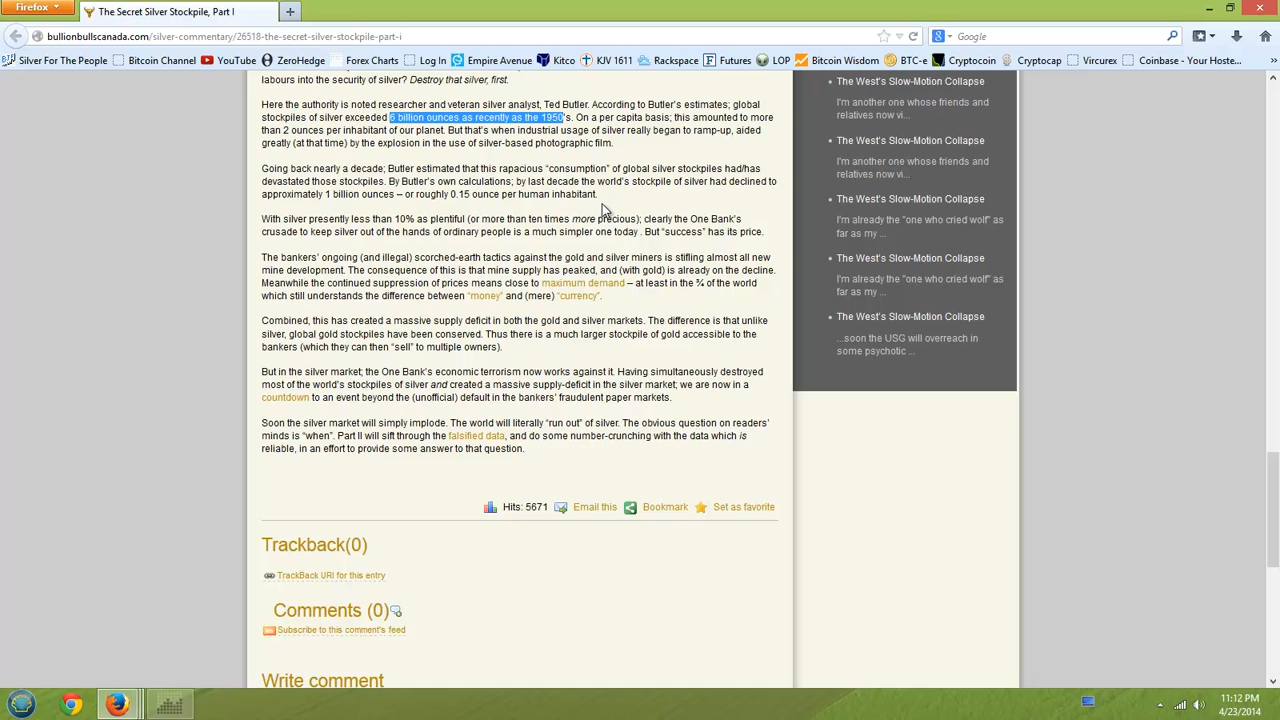 Firefox
The Secret Silver Stockpile, Part I
bullionbullscanada.com/silver-commentary/26518-the-secret-silver-stockpile-part-i
Google
Silver For The People
Bitcoin Channel
YouTube
ZeroHedge
Forex Charts
Log In
Empire Avenue
Kitco
KJV 1611
Rackspace
Futures
LOP
Bitcoin Wisdom
BTC-e
Cryptocoin
Cryptocap
Vircurex
Coinbase - Your Hoste...
labours into the security of silver? Destroy that silver, first.
Here the authority is noted researcher and veteran silver analyst, Ted Butler. According to Butler's estimates; global
stockpiles of silver exceeded 6 billion ounces as recently as the 1950's. On a per capita basis; this amounted to more
than 2 ounces per inhabitant of our planet. But that's when industrial usage of silver really began to ramp-up, aided
greatly (at that time) by the explosion in the use of silver-based photographic film.
Going back nearly a decade; Butler estimated that this rapacious “consumption” of global silver stockpiles had/has
devastated those stockpiles. By Butler's own calculations; by last decade the world's stockpile of silver had declined to
approximately 1 billion ounces – or roughly 0.15 ounce per human inhabitant.
With silver presently less than 10% as plentiful (or more than ten times more precious); clearly the One Bank's
crusade to keep silver out of the hands of ordinary people is a much simpler one today . But “success” has its price.
The bankers' ongoing (and illegal) scorched-earth tactics against the gold and silver miners is stifling almost all new
mine development. The consequence of this is that mine supply has peaked, and (with gold) is already on the decline.
Meanwhile the continued suppression of prices means close to maximum demand – at least in the ¾ of the world
which still understands the difference between “money” and (mere) “currency”.
Combined, this has created a massive supply deficit in both the gold and silver markets. The difference is that unlike
silver, global gold stockpiles have been conserved. Thus there is a much larger stockpile of gold accessible to the
bankers (which they can then “sell” to multiple owners).
But in the silver market; the One Bank's economic terrorism now works against it. Having simultaneously destroyed
most of the world's stockpiles of silver and created a massive supply-deficit in the silver market; we are now in a
countdown to an event beyond the (unofficial) default in the bankers' fraudulent paper markets.
Soon the silver market will simply implode. The world will literally “run out” of silver. The obvious question on readers'
minds is “when”. Part II will sift through the falsified data, and do some number-crunching with the data which is
reliable, in an effort to provide some answer to that question.
Hits: 5671
Email this
Bookmark
Set as favorite
Trackback(0)
TrackBack URI for this entry
Comments (0)
Subscribe to this comment's feed
Write comment
The West's Slow-Motion Collapse
I'm another one whose friends and
relatives now vi...
The West's Slow-Motion Collapse
I'm another one whose friends and
relatives now vi...
The West's Slow-Motion Collapse
I'm already the "one who cried wolf" as
far as my ...
The West's Slow-Motion Collapse
I'm already the "one who cried wolf" as
far as my ...
The West's Slow-Motion Collapse
...soon the USG will overreach in
some psychotic ...
11:12 PM
4/23/2014